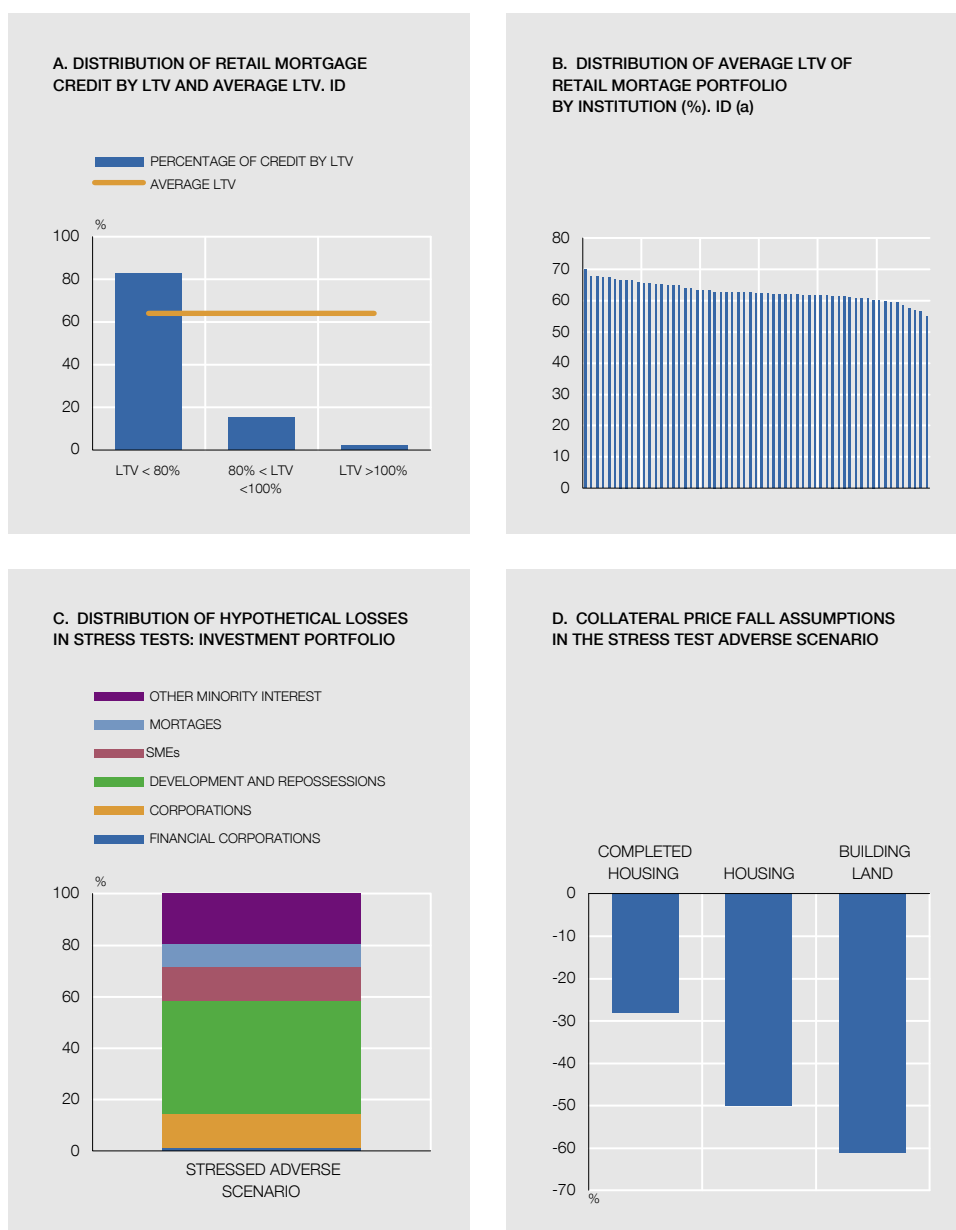 A. DISTRIBUTION OF RETAIL MORTGAGE
CREDIT BY LTV AND AVERAGE LTV. ID
PERCENTAGE OF CREDIT BY LTV
AVERAGE LTV
%
100
80
60
40
20
0
LTV < 80%
80% < LTV
<100%
LTV >100%
B. DISTRIBUTION OF AVERAGE LTV OF
RETAIL MORTAGE PORTFOLIO
BY INSTITUTION (%). ID (a)
80
70
60
50
40
30
20
10
0
C. DISTRIBUTION OF HYPOTHETICAL LOSSES
IN STRESS TESTS: INVESTMENT PORTFOLIO
OTHER MINORITY INTEREST
MORTAGES
SMEs
DEVELOPMENT AND REPOSSESSIONS
CORPORATIONS
FINANCIAL CORPORATIONS
%
100
80
60
40
20
0
STRESSED ADVERSE
SCENARIO
D. COLLATERAL PRICE FALL ASSUMPTIONS
IN THE STRESS TEST ADVERSE SCENARIO
COMPLETED
HOUSING
HOUSING
BUILDING
LAND
0
-10
-20
-30
-40
-50
-60
-70
%